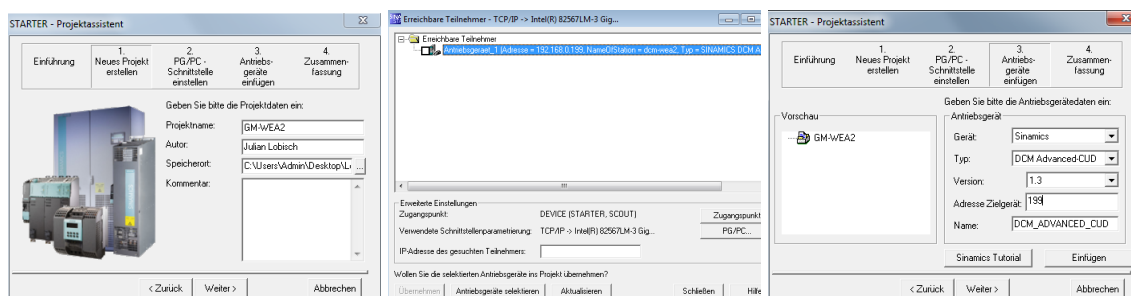 STARTER - Projektassistent
Einführung
1.
Neues Projekt
erstellen
2.
PG/PC -
Schnittstelle
einstellen
3.
Antriebs-
geräte
einfügen
4.
Zusammen-
fassung
Geben Sie bitte die Projektdaten ein:
Projektname:
GM-WEA2
Autor:
Julian Lobisch
Speicherort:
C:\Users\Admin\Desktop\L
...
Kommentar:
< Zurück
Weiter >
Abbrechen
Erreichbare Teilnehmer - TCP/IP -> Intel(R) 82567LM-3 Gig...
Erreichbare Teilnehmer
Antriebsgeraet_1 (Adresse = 192.168.0.199, NameOfStation = dcm-wea2, Typ = SINAMICS DCM A
Erweiterte Einstellungen
Zugangspunkt:
DEVICE (STARTER, SCOUT)
Zugangspunkt
Verwendete Schnittstellenparametrierung:
TCP/IP -> Intel(R) 82567LM-3 Gig...
PG/PC...
IP-Adresse des gesuchten Teilnehmers:
Wollen Sie die selektierten Antriebsgeräte ins Projekt übernehmen?
Übernehmen
Antriebsgeräte selektieren
Aktualisieren
Schließen
Hilfe
STARTER - Projektassistent
Einführung
1.
Neues Projekt
erstellen
2.
PG/PC -
Schnittstelle
einstellen
3.
Antriebs-
geräte
einfügen
4.
Zusammen-
fassung
Geben Sie bitte die Antriebsgerätedaten ein:
Vorschau
GM-WEA2
Antriebsgerät
Gerät:
Sinamics
Typ:
DCM Advanced-CUD
Version:
1.3
Adresse Zielgerät:
199
Name:
DCM_ADVANCED_CUD
Sinamics Tutorial
Einfügen
< Zurück
Weiter >
Abbrechen